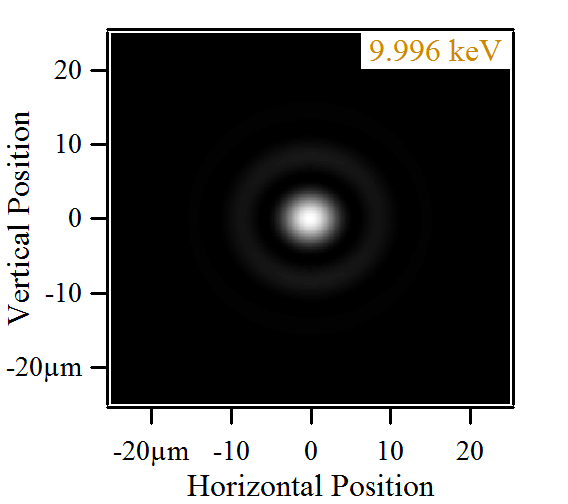 9.996 keV
20
10
0
-10
-20µm
Vertical Position
-20µm -10 0 10 20
Horizontal Position